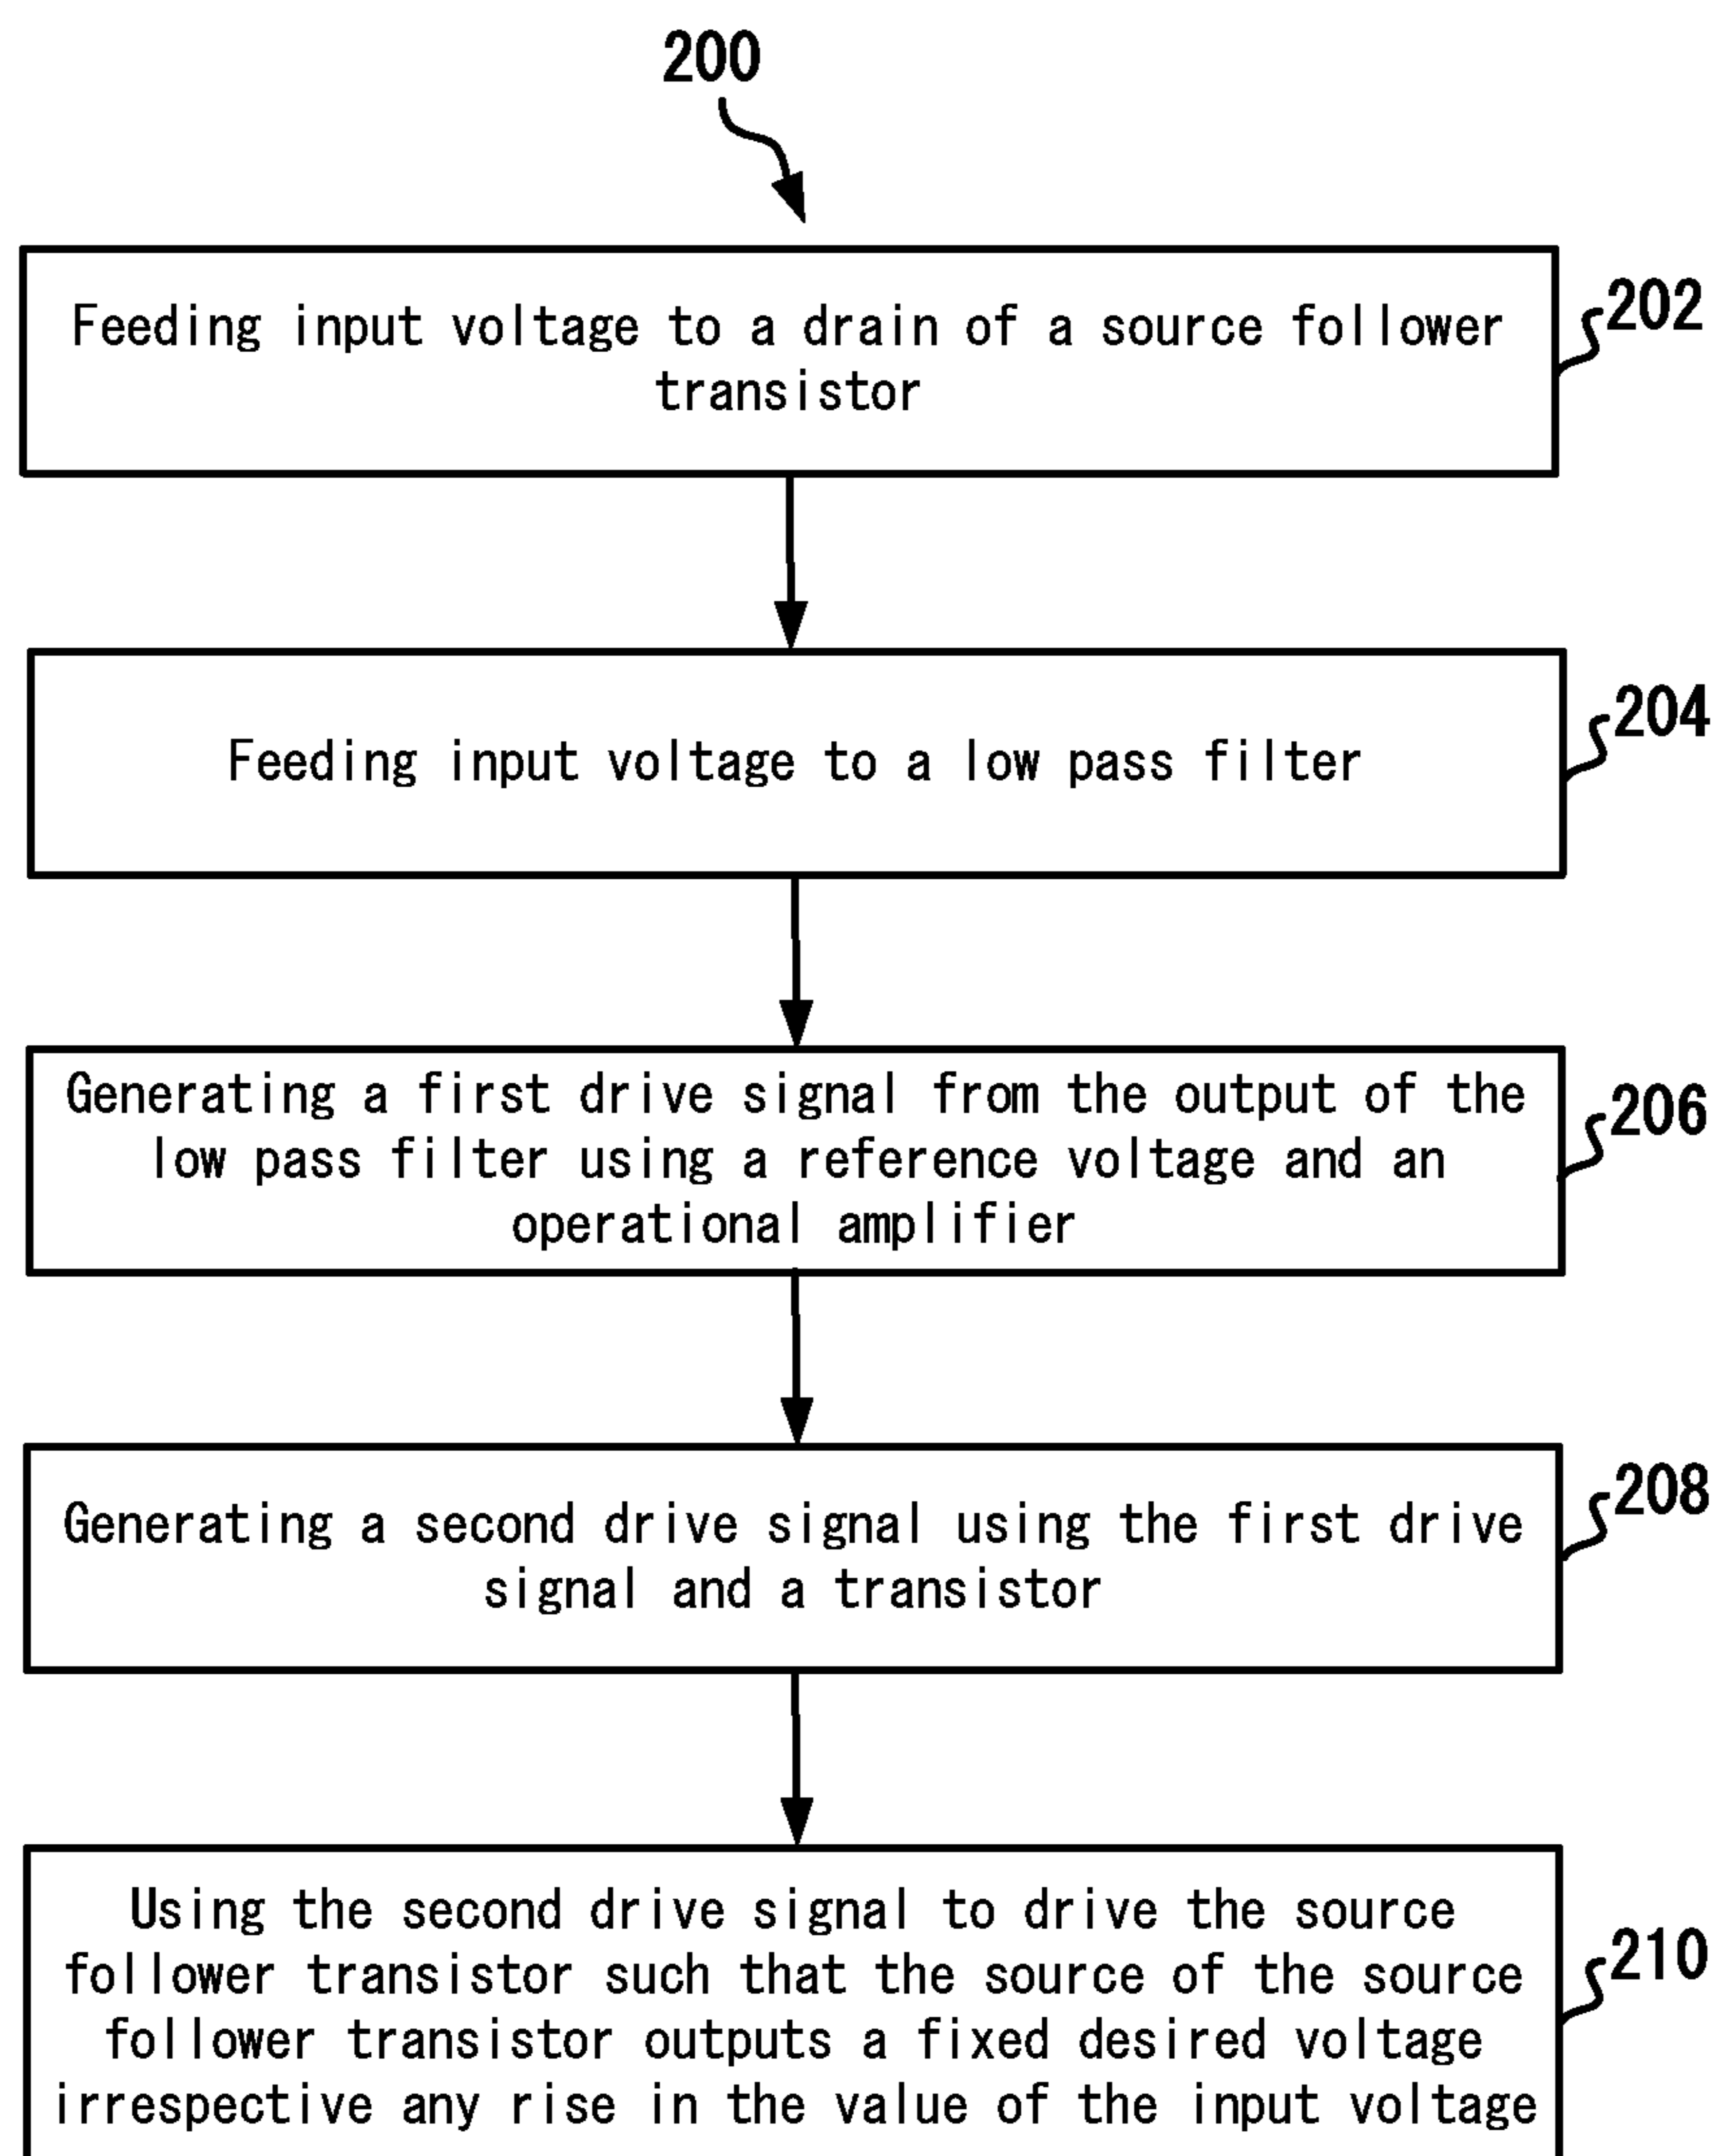 200
Feeding input voltage to a drain of a source follower
transistor
202
Feeding input voltage to a low pass filter
204
Generating a first drive signal from the output of the
low pass filter using a reference voltage and an
operational amplifier
206
Generating a second drive signal using the first drive
signal and a transistor
208
Using the second drive signal to drive the source
follower transistor such that the source of the source
follower transistor outputs a fixed desired voltage
irrespective any rise in the value of the input voltage
210